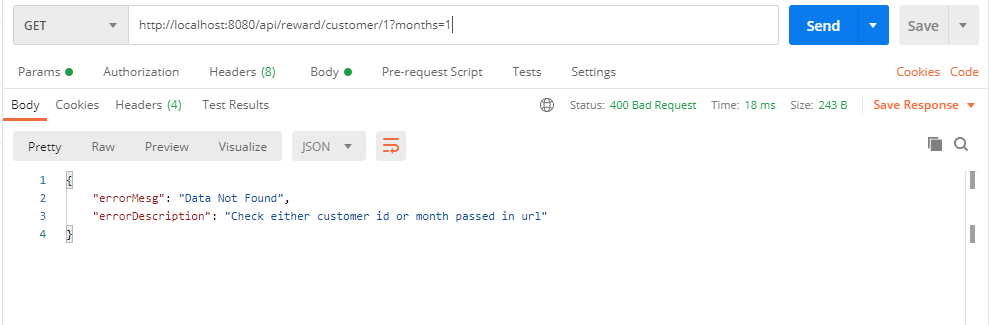 GET http://localhost:8080/api/reward/customer/1?months=1 Send Save
Params Authorization Headers (8) Body Pre-request Script Tests Settings Cookies Code
Body Cookies Headers (4) Test Results Status: 400 Bad Request Time: 18 ms Size: 243 B Save Response
Pretty Raw Preview Visualize JSON
1 {
2 "errorMesg": "Data Not Found",
3 "errorDescription": "Check either customer id or month passed in url"
4 }